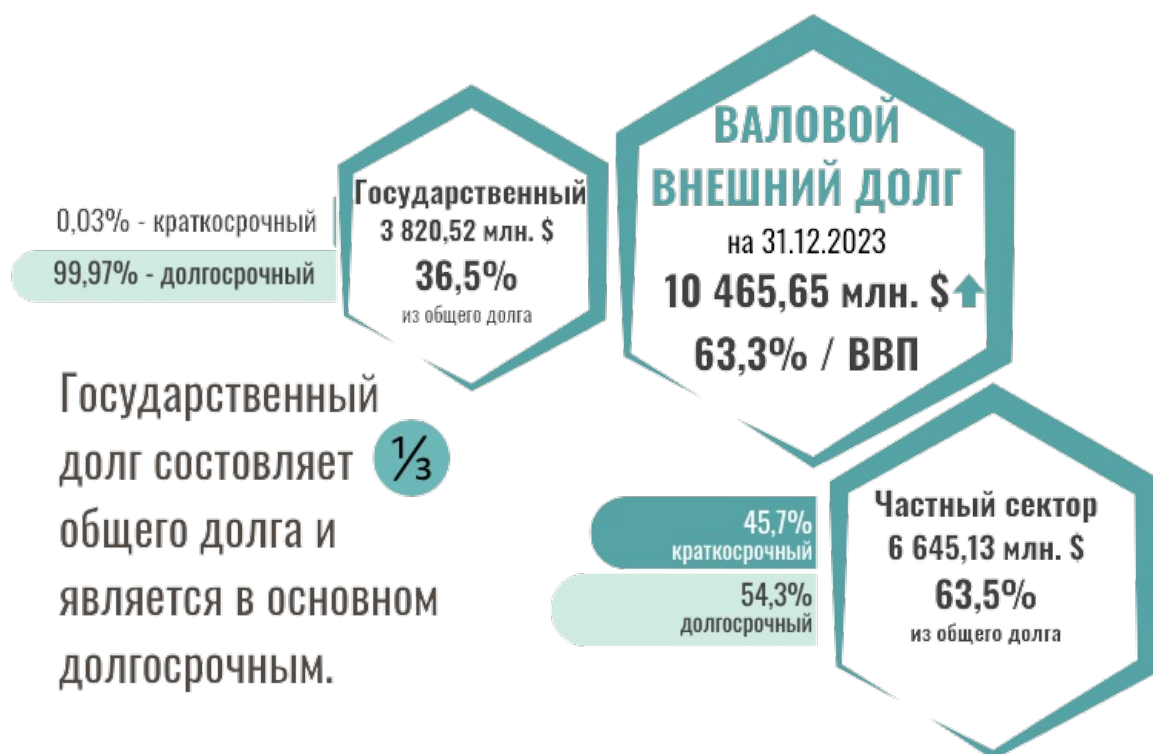 ВАЛОВОЙ
ВНЕШНИЙ ДОЛГ
на 31.12.2023
10 465,65 млн. $
63,3% / ВВП
Государственный
3 820,52 млн. $
36,5%
из общего долга
0,03% - краткосрочный
99,97% - долгосрочный
Государственный
долг состовляет 1/3
общего долга и
является в основном
долгосрочным.
Частный сектор
6 645,13 млн. $
63,5%
из общего долга
45,7%
краткосрочный
54,3%
долгосрочный